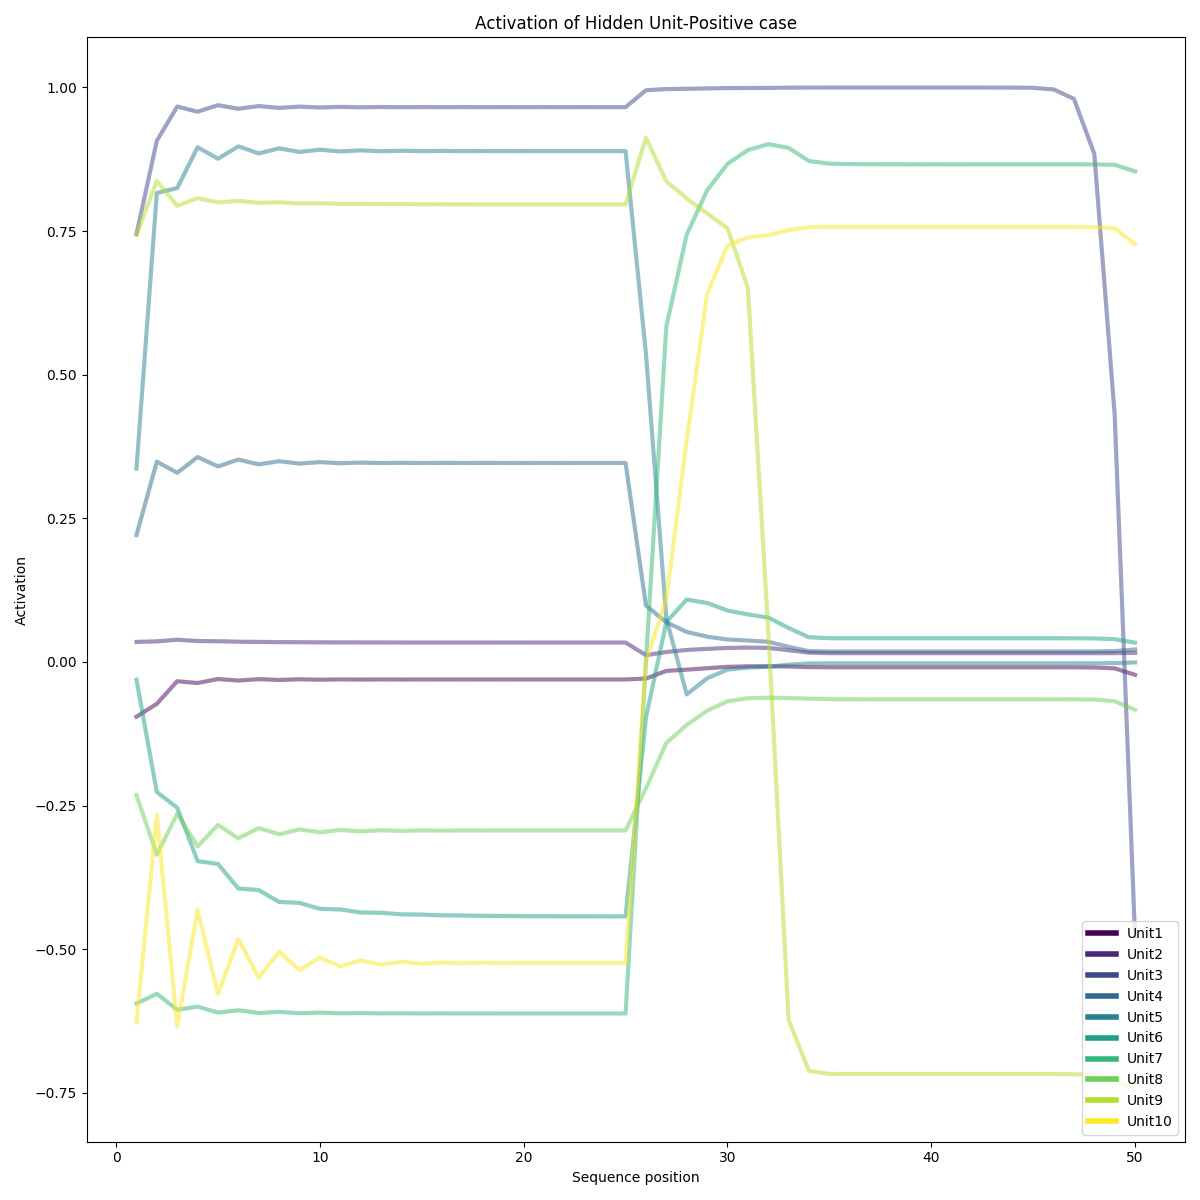 Activation of Hidden Unit-Positive case
1.00
0.75
0.50
0.25
0.00
−0.25
−0.50
−0.75
Activation
0
10
20
30
40
50
Sequence position
Unit1
Unit2
Unit3
Unit4
Unit5
Unit6
Unit7
Unit8
Unit9
Unit10